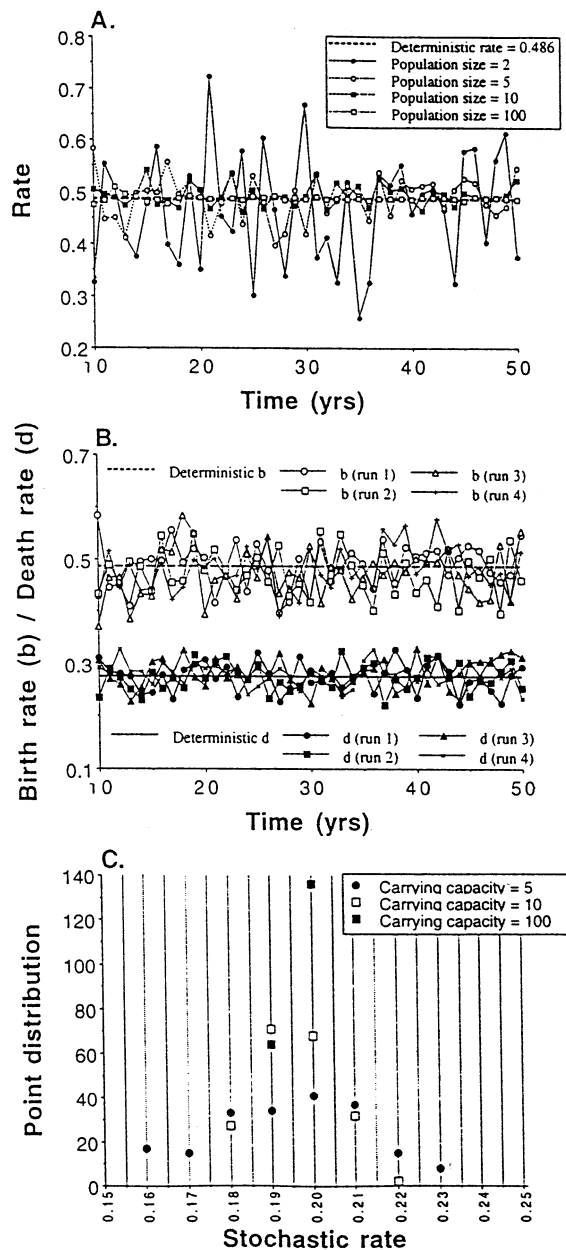 A.
0.8
0.7
0.6
0.5
0.4
0.3
0.2
Rate
Deterministic rate = 0.486
Population size = 2
Population size = 5
Population size = 10
Population size = 100
10
20
30
40
50
Time (yrs)
B.
0.7
0.5
0.3
0.1
Birth rate (b) / Death rate (d)
Deterministic b
b (run 1)
b (run 3)
b (run 2)
b (run 4)
Deterministic d
d (run 1)
d (run 3)
d (run 2)
d (run 4)
10
20
30
40
50
Time (yrs)
C.
140
120
100
80
60
40
20
0
Point distribution
Carrying capacity = 5
Carrying capacity = 10
Carrying capacity = 100
0.15
0.16
0.17
0.18
0.19
0.20
0.21
0.22
0.23
0.24
0.25
Stochastic rate